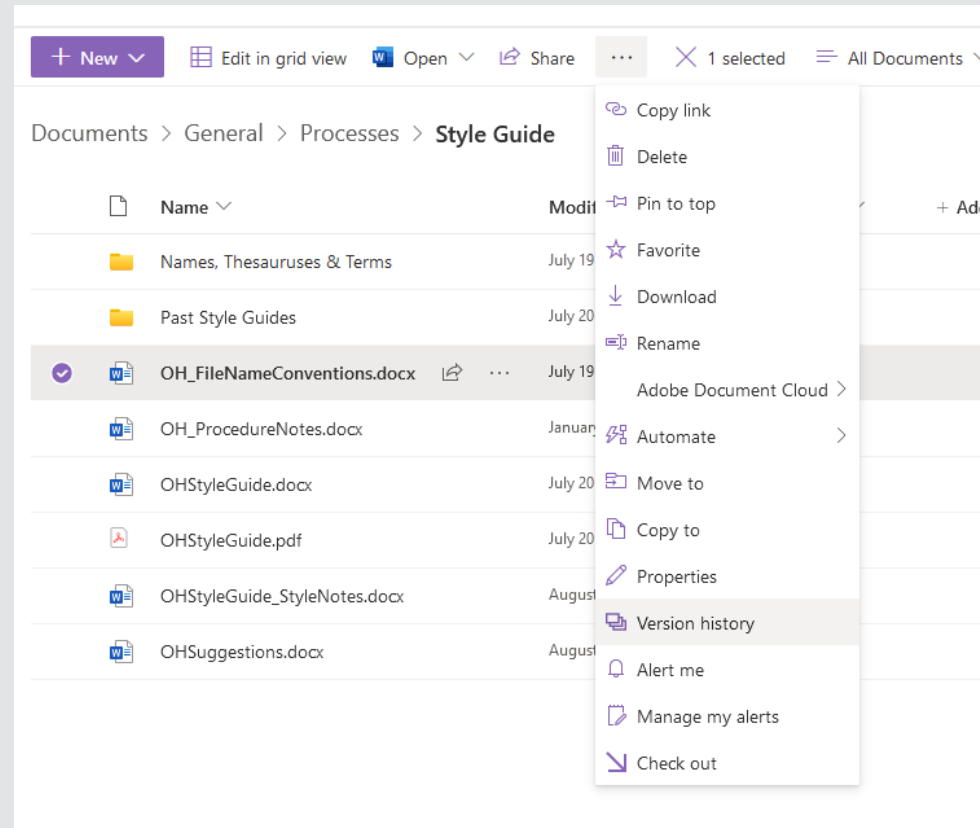 New Edit in grid view Open Share ... 1 selected All Documents
Documents > General > Processes > Style Guide
Name Modif
+ Ad
Names, Thesauruses & Terms July 19
Past Style Guides July 20
OH_FileNameConventions.docx ... July 19
OH_ProcedureNotes.docx January
OHStyleGuide.docx July 20
OHStyleGuide.pdf July 20
OHStyleGuide_StyleNotes.docx August
OHSuggestions.docx August
Copy link
Delete
Pin to top
Favorite
Download
Rename
Adobe Document Cloud >
Automate >
Move to
Copy to
Properties
Version history
Alert me
Manage my alerts
Check out